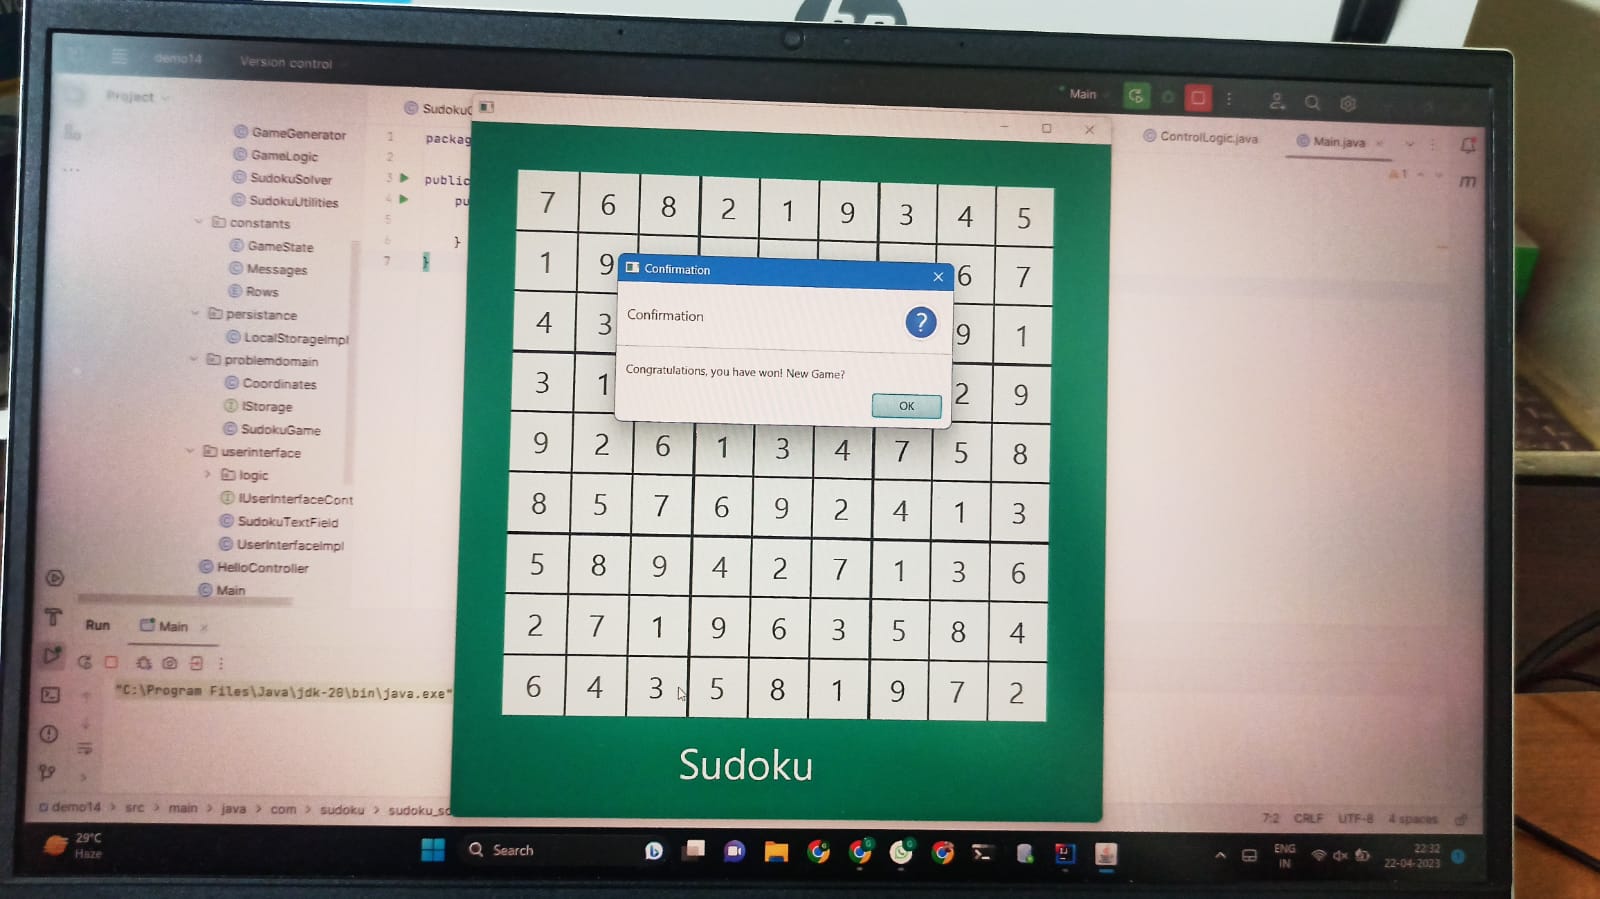 demo14 Version control
Main
Project
SudokuG
ControlLogic.java Main.java
GameGenerator
GameLogic
SudokuSolver
SudokuUtilities
constants
GameState
Messages
Rows
persistance
LocalStorageImpl
problemdomain
Coordinates
IStorage
SudokuGame
userinterface
logic
IUserInterfaceCont
SudokuTextField
UserInterfaceImpl
HelloController
Main
1 packag
2
3 public
4 pu
5
6 }
7 }
1
m
7 6 8 2 1 9 3 4 5
1 9 6 7
4 3 9 1
3 1 2 9
9 2 6 1 3 4 7 5 8
8 5 7 6 9 2 4 1 3
5 8 9 4 2 7 1 3 6
2 7 1 9 6 3 5 8 4
6 4 3 5 8 1 9 7 2
Sudoku
Confirmation
Confirmation
?
Congratulations, you have won! New Game?
OK
Run Main
"C:\Program Files\Java\jdk-20\bin\java.exe"
demo14 > src > main > java > com > sudoku > sudoku_so
7:2 CRLF UTF-8 4 spaces
29°C
Haze
Search
ENG
IN
22:32
22-04-2023